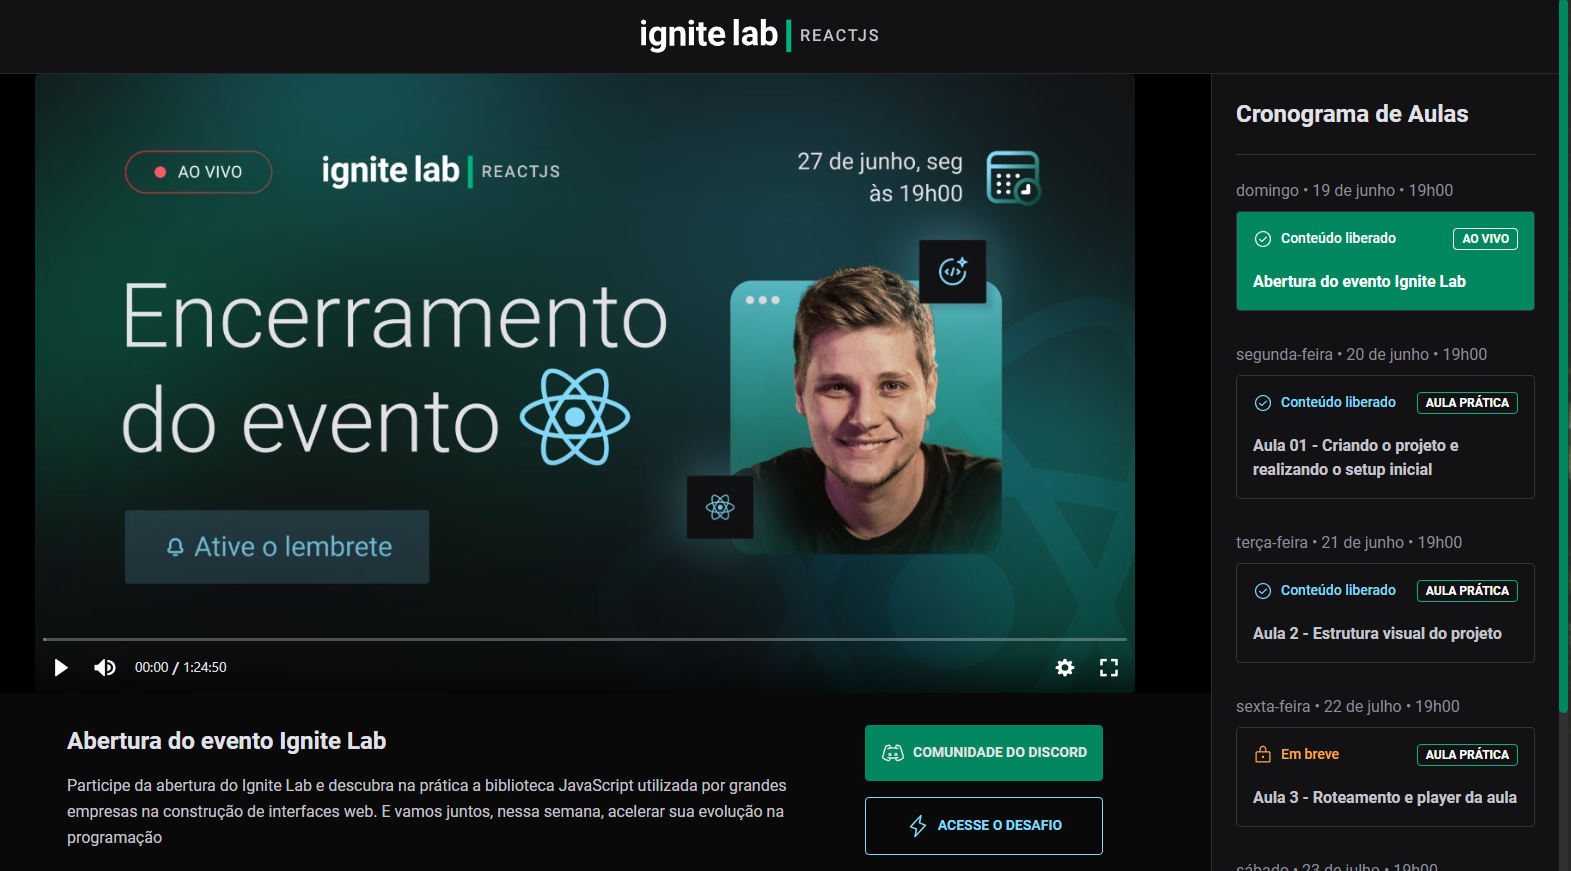 ignite lab REACTJS
AO VIVO
ignite lab REACTJS
27 de junho, seg
às 19h00
Encerramento
do evento
Ative o lembrete
00:00 / 1:24:50
Abertura do evento Ignite Lab
Participe da abertura do Ignite Lab e descubra na prática a biblioteca JavaScript utilizada por grandes
empresas na construção de interfaces web. E vamos juntos, nessa semana, acelerar sua evolução na
programação
COMUNIDADE DO DISCORD
ACESSE O DESAFIO
Cronograma de Aulas
domingo • 19 de junho • 19h00
Conteúdo liberado AO VIVO
Abertura do evento Ignite Lab
segunda-feira • 20 de junho • 19h00
Conteúdo liberado AULA PRÁTICA
Aula 01 - Criando o projeto e
realizando o setup inicial
terça-feira • 21 de junho • 19h00
Conteúdo liberado AULA PRÁTICA
Aula 2 - Estrutura visual do projeto
sexta-feira • 22 de julho • 19h00
Em breve AULA PRÁTICA
Aula 3 - Roteamento e player da aula
sábado • 23 de julho • 19h00